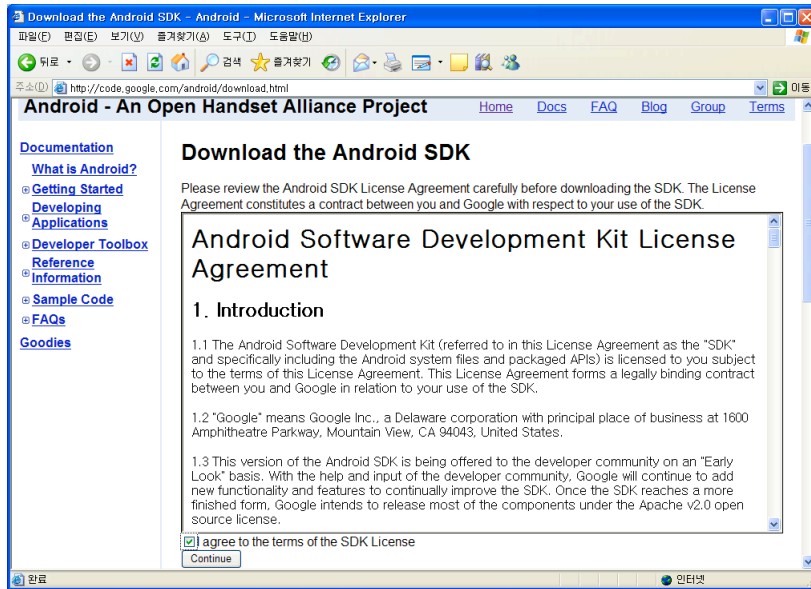 Download the Android SDK - Android - Microsoft Internet Explorer
파일(F) 편집(E) 보기(V) 즐겨찾기(A) 도구(T) 도움말(H)
뒤로 검색 즐겨찾기
주소(D) http://code.google.com/android/download.html 이동
Android - An Open Handset Alliance Project Home Docs FAQ Blog Group Terms
Documentation
What is Android?
Getting Started
Developing
Applications
Developer Toolbox
Reference
Information
Sample Code
FAQs
Goodies
Download the Android SDK
Please review the Android SDK License Agreement carefully before downloading the SDK. The License
Agreement constitutes a contract between you and Google with respect to your use of the SDK.
Android Software Development Kit License
Agreement
1. Introduction
1.1 The Android Software Development Kit (referred to in this License Agreement as the "SDK"
and specifically including the Android system files and packaged APIs) is licensed to you subject
to the terms of this License Agreement. This License Agreement forms a legally binding contract
between you and Google in relation to your use of the SDK.
1.2 "Google" means Google Inc., a Delaware corporation with principal place of business at 1600
Amphitheatre Parkway, Mountain View, CA 94043, United States.
1.3 This version of the Android SDK is being offered to the developer community on an "Early
Look" basis. With the help and input of the developer community, Google will continue to add
new functionality and features to continually improve the SDK. Once the SDK reaches a more
finished form, Google intends to release most of the components under the Apache v2.0 open
source license.
I agree to the terms of the SDK License
Continue
완료 인터넷